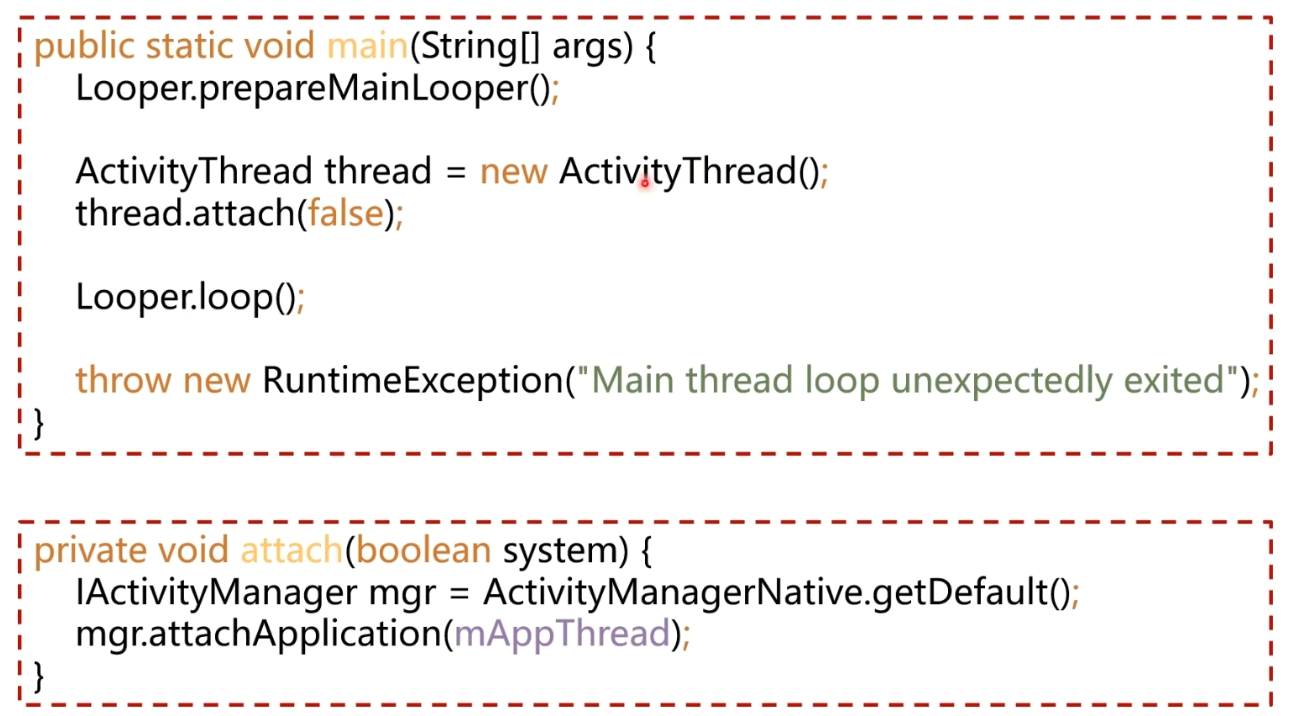 public static void main(String[] args) {
Looper.prepareMainLooper();
ActivityThread thread = new ActivityThread();
thread.attach(false);
Looper.loop();
throw new RuntimeException("Main thread loop unexpectedly exited");
}
private void attach(boolean system) {
IActivityManager mgr = ActivityManagerNative.getDefault();
mgr.attachApplication(mAppThread);
}